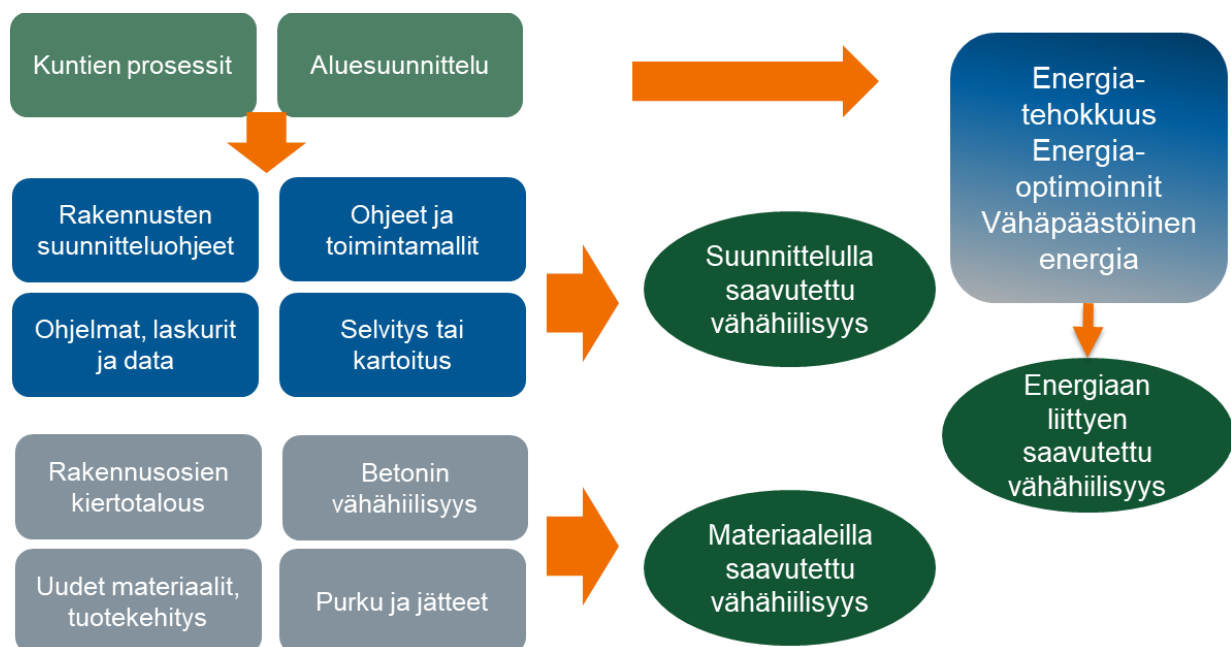 Kuntien prosessit
Aluesuunnittelu
Energia-
tehokkuus
Energia-
optimoinnit
Vähäpäästöinen
energia
Rakennusten
suunnitteluohjeet
Ohjeet ja
toimintamallit
Ohjelmat, laskurit
ja data
Selvitys tai
kartoitus
Suunnittelulla
saavutettu
vähähiilisyys
Energiaan
liittyen
saavutettu
vähähiilisyys
Rakennusosien
kiertotalous
Betonin
vähähiilisyys
Uudet materiaalit,
tuotekehitys
Purku ja jätteet
Materiaaleilla
saavutettu
vähähiilisyys